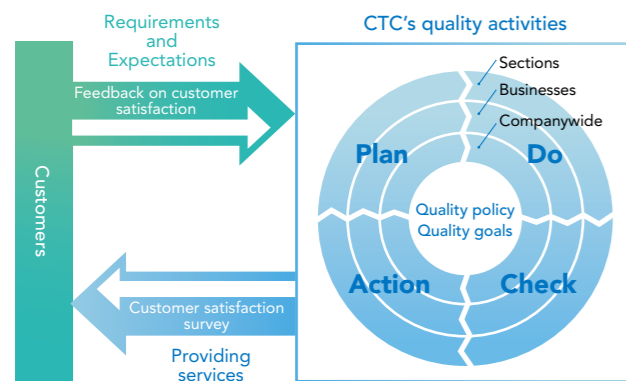 Requirements
and
Expectations
Feedback on customer
satisfaction
Customers
Customer satisfaction
survey
Providing
services
CTC's quality activities
Sections
Businesses
Companywide
Plan
Do
Quality policy
Quality goals
Action
Check